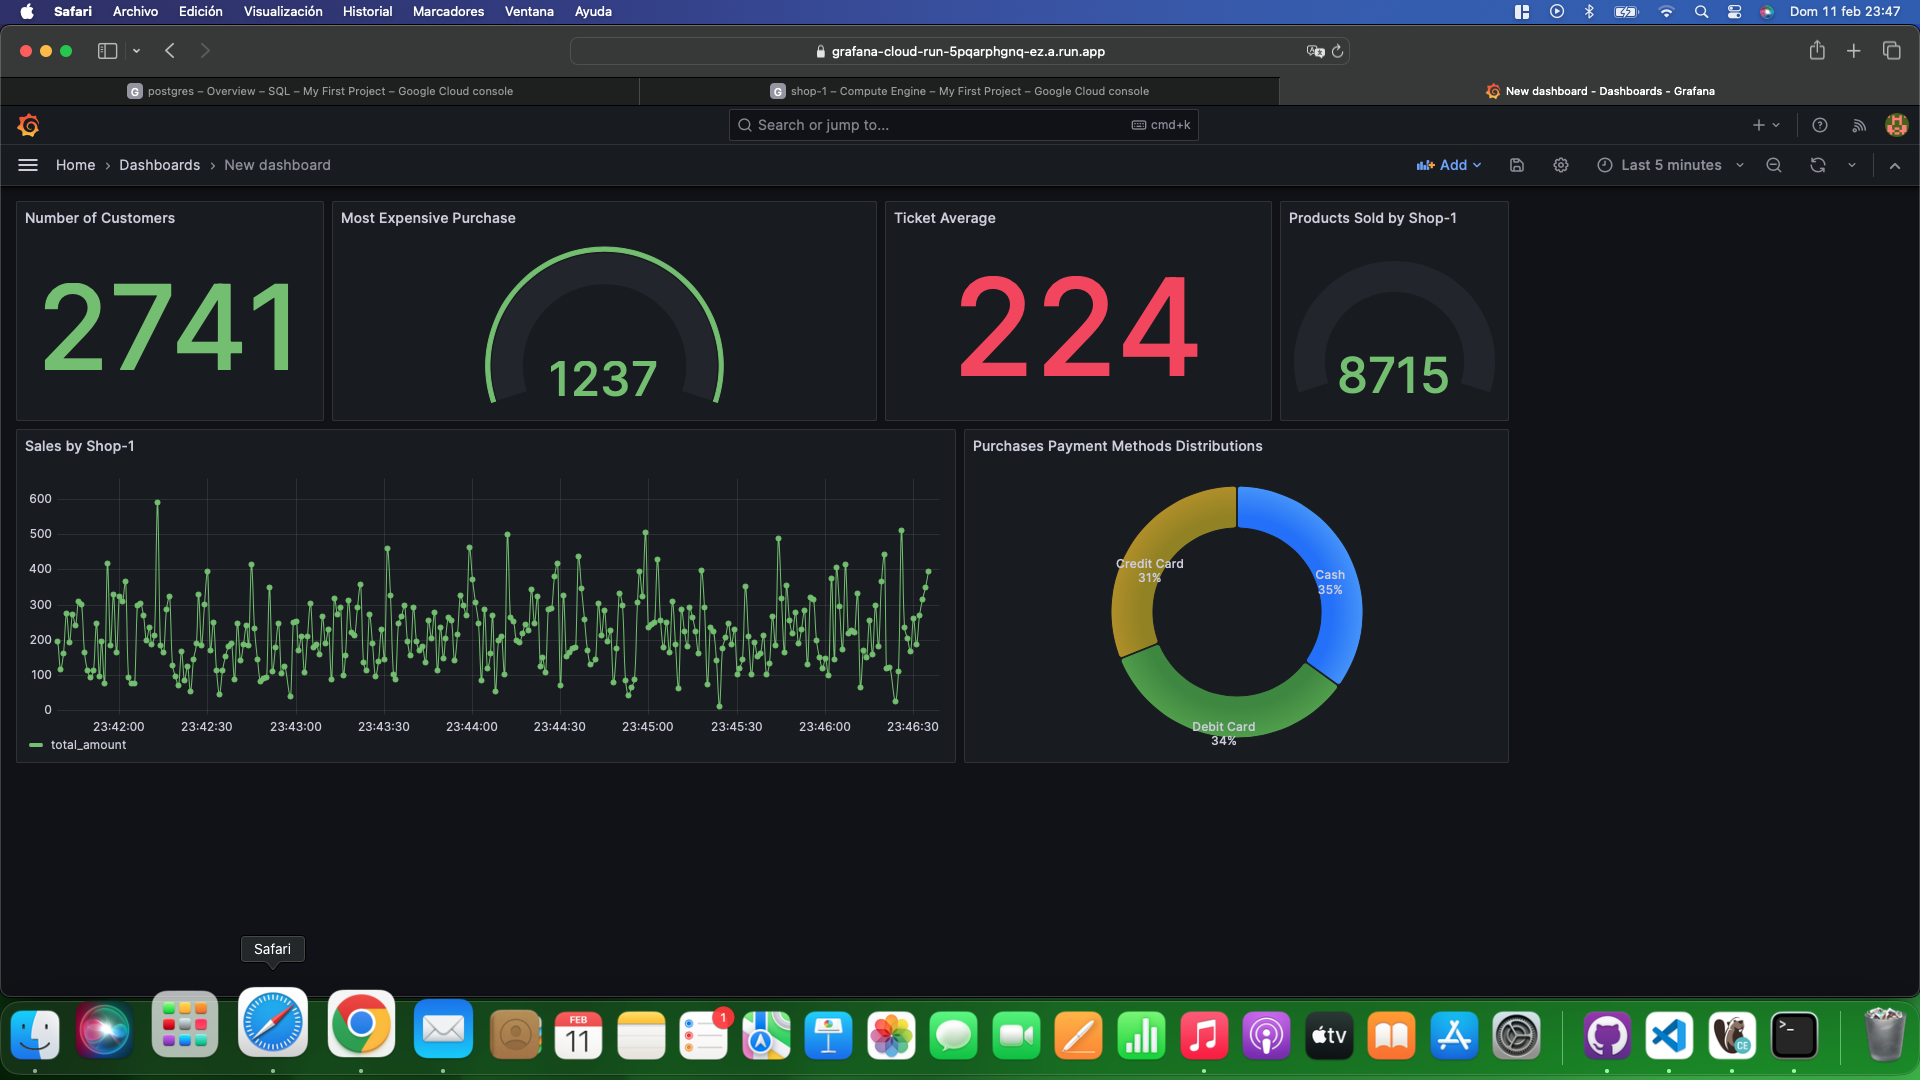 Safari Archivo Edición Visualización Historial Marcadores Ventana Ayuda Dom 11 feb 23:47
grafana-cloud-run-5pqarphgnq-ez.a.run.app
G postgres – Overview – SQL – My First Project – Google Cloud console
G shop-1 – Compute Engine – My First Project – Google Cloud console
New dashboard - Dashboards - Grafana
Search or jump to... cmd+k
Home › Dashboards › New dashboard
Add Last 5 minutes
Number of Customers
2741
Most Expensive Purchase
1237
Ticket Average
224
Products Sold by Shop-1
8715
Sales by Shop-1
600
500
400
300
200
100
0
23:42:00 23:42:30 23:43:00 23:43:30 23:44:00 23:44:30 23:45:00 23:45:30 23:46:00 23:46:30
total_amount
Purchases Payment Methods Distributions
Credit Card
31%
Cash
35%
Debit Card
34%
Safari
FEB
11
1
tv
CE
>_